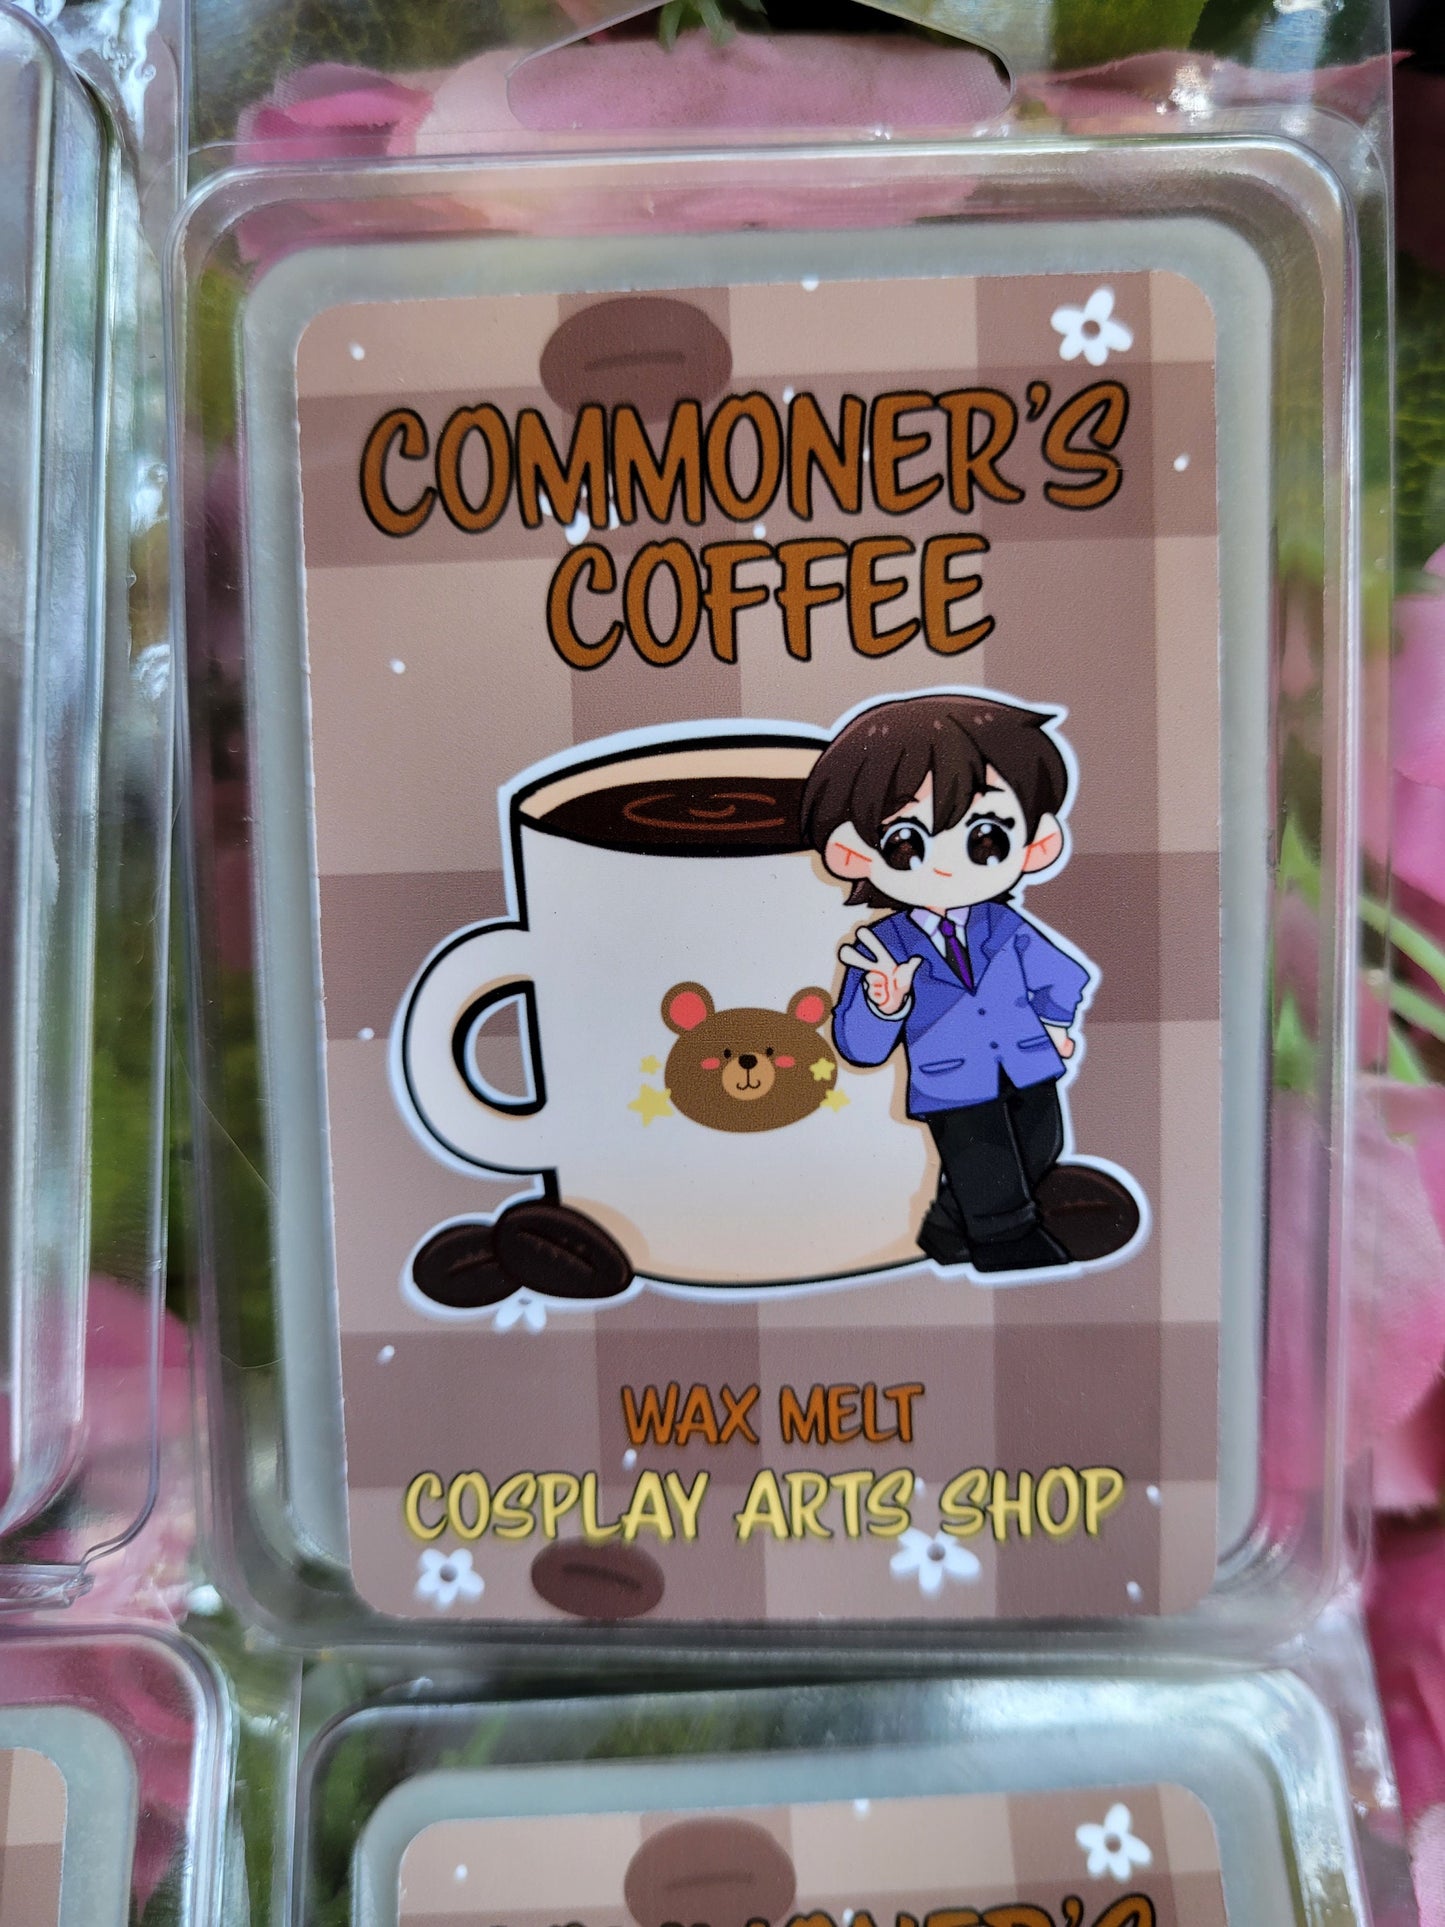 COMMONER'S
COFFEE
WAX MELT
COSPLAY ARTS SHOP